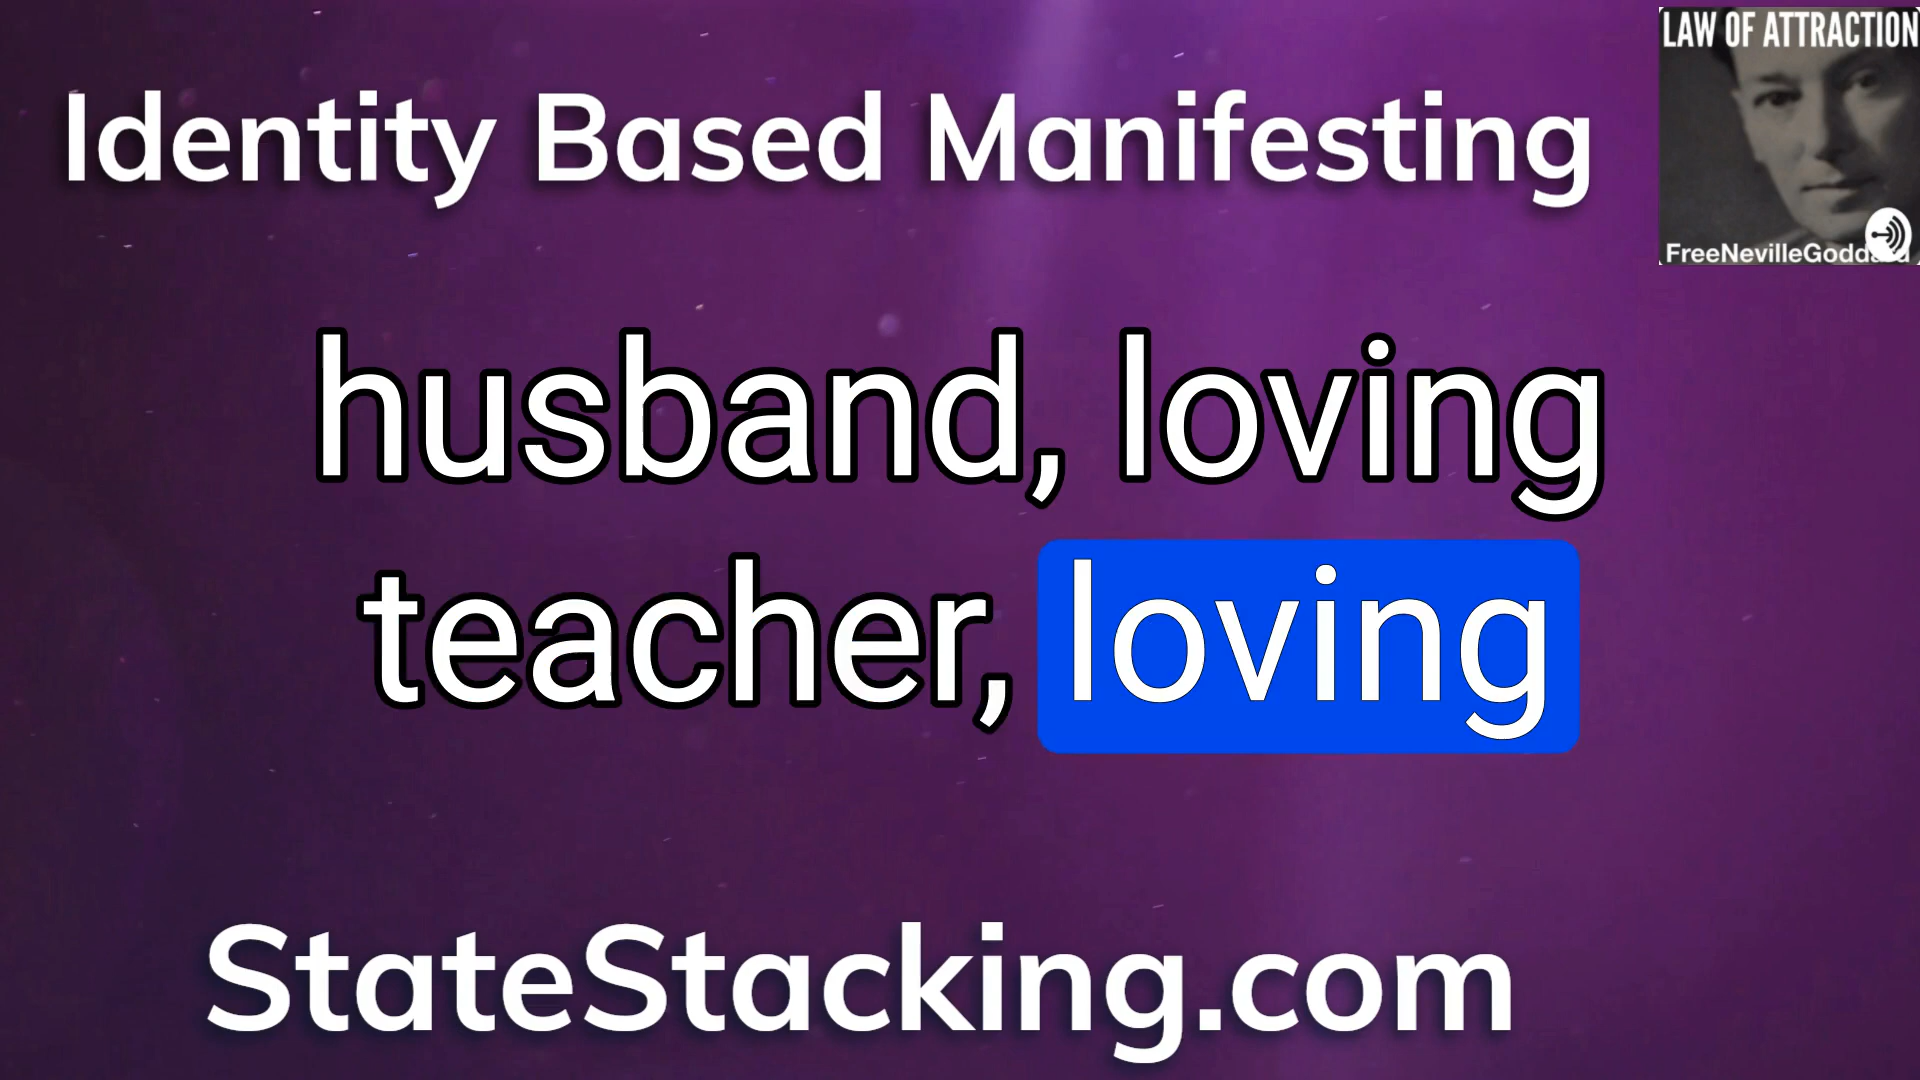 LAW OF ATTRACTION
Identity Based Manifesting
husband, loving
teacher, loving
StateStacking.com